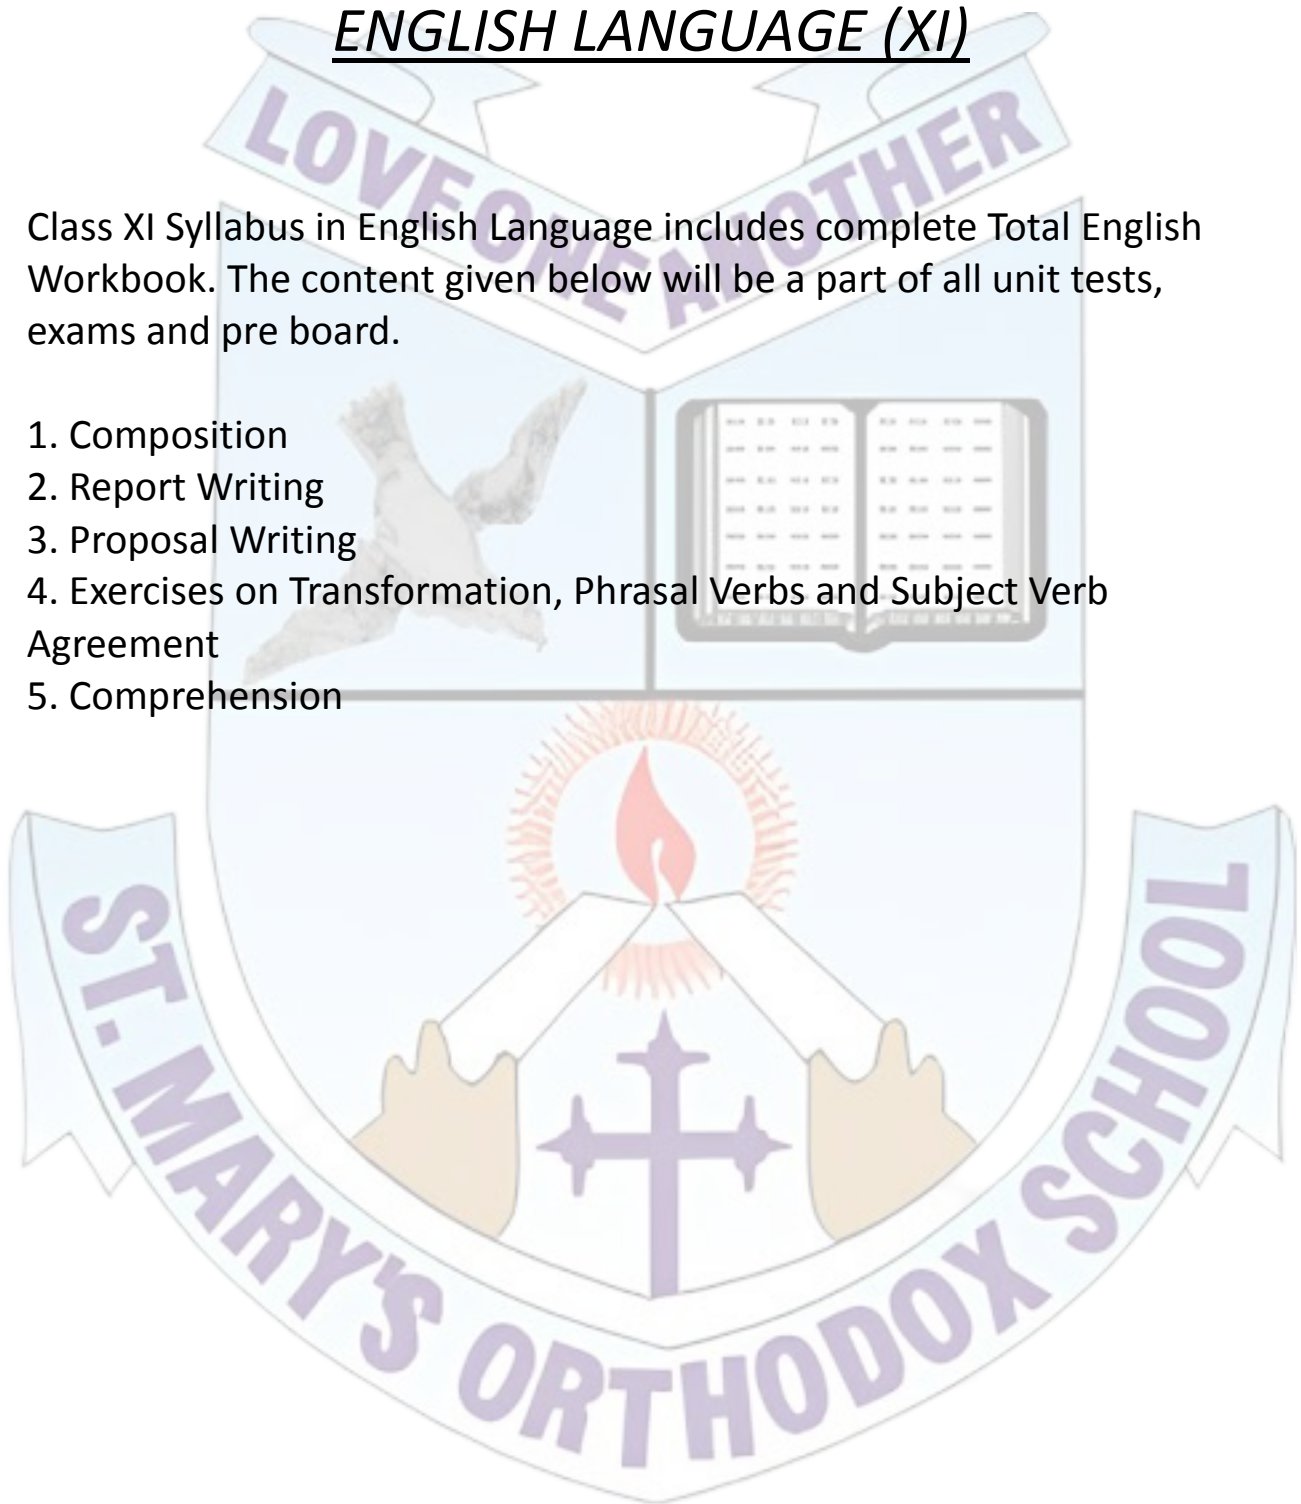 ENGLISH LANGUAGE (XI)
LOVE ONE ANOTHER
Class XI Syllabus in English Language includes complete Total English
Workbook. The content given below will be a part of all unit tests,
exams and pre board.
1. Composition
2. Report Writing
3. Proposal Writing
4. Exercises on Transformation, Phrasal Verbs and Subject Verb
Agreement
5. Comprehension
ST. MARY'S ORTHODOX SCHOOL